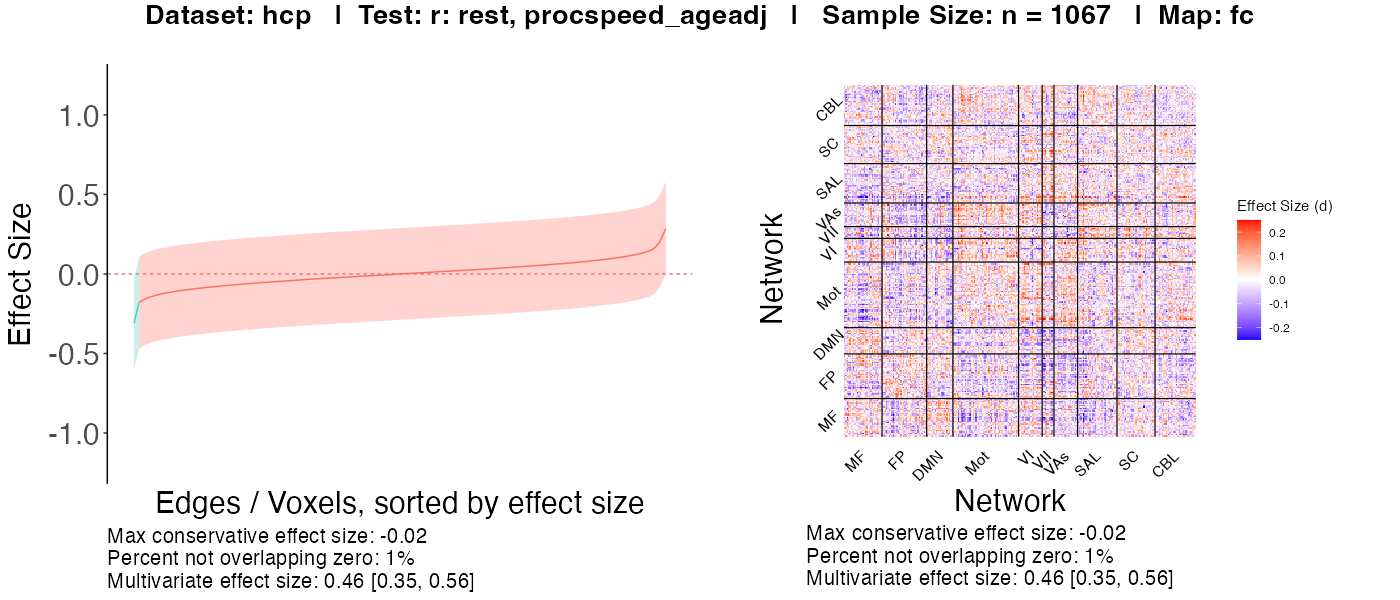 Dataset: hcp | Test: r: rest, procspeed_ageadj | Sample Size: n = 1067 | Map: fc
Effect Size
1.0
0.5
0.0
-0.5
-1.0
Edges / Voxels, sorted by effect size
Max conservative effect size: -0.02
Percent not overlapping zero: 1%
Multivariate effect size: 0.46 [0.35, 0.56]
Network
CBL
SC
SAL
VAs
VII
VI
Mot
DMN
FP
MF
MF
FP
DMN
Mot
VI
VII
VAs
SAL
SC
CBL
Network
Max conservative effect size: -0.02
Percent not overlapping zero: 1%
Multivariate effect size: 0.46 [0.35, 0.56]
Effect Size (d)
0.2
0.1
0.0
-0.1
-0.2